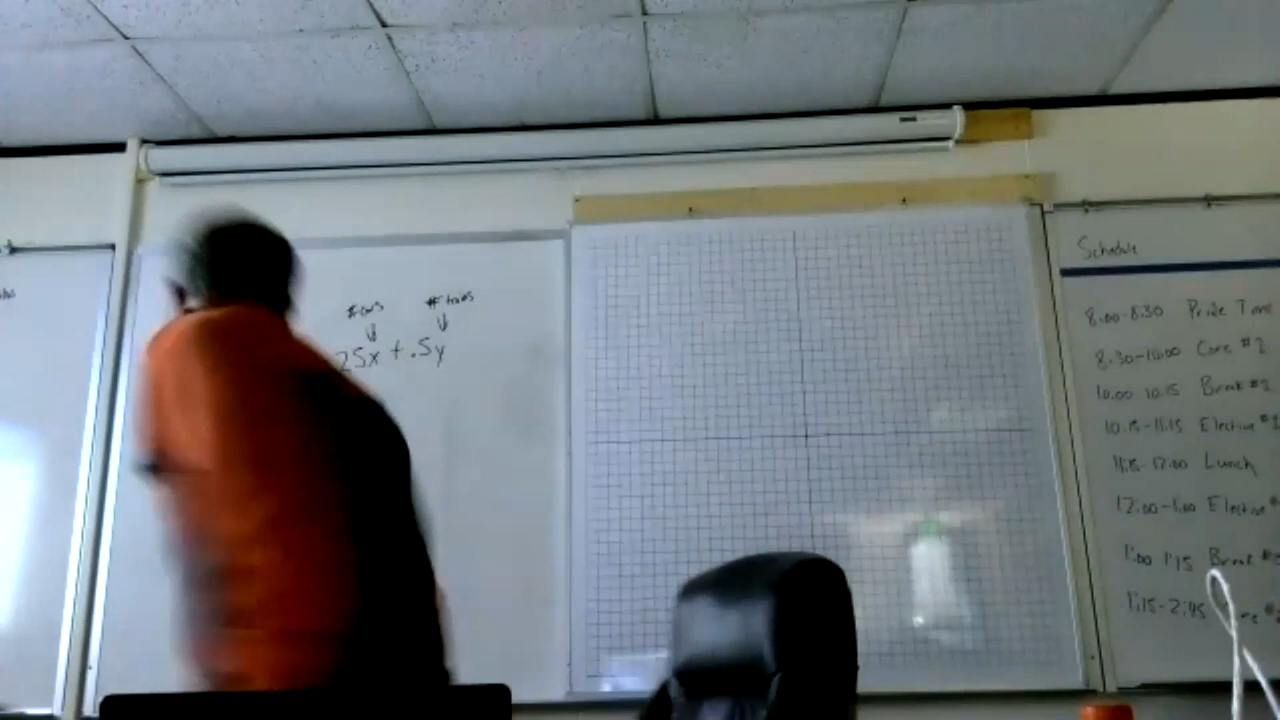 #cars #trains
25x + .5y
Schedule
8:00-8:30 Pride Time
8:30-10:00 Core #2
10:00 10:15 Break #1
10:15-11:15 Elective #1
11:15-12:00 Lunch
12:00-1:00 Elective #
1:00 1:15 Break #
1:15-2:45